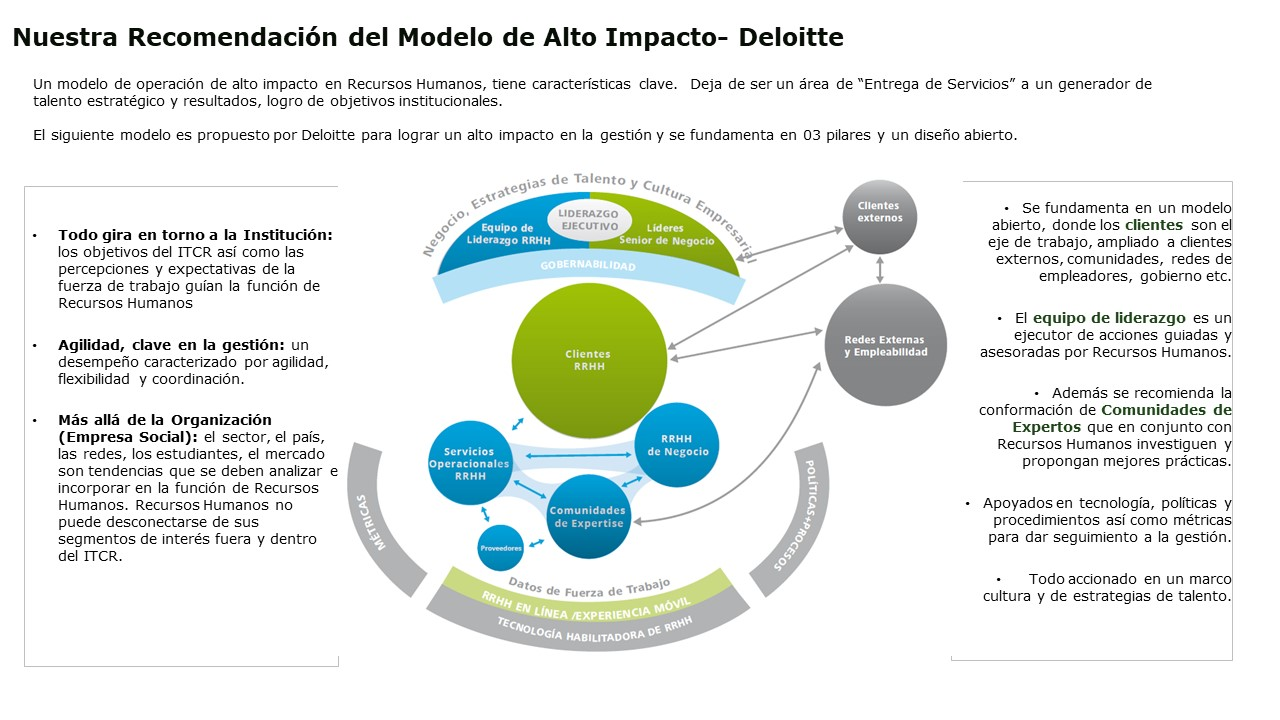 Nuestra Recomendación del Modelo de Alto Impacto- Deloitte
Un modelo de operación de alto impacto en Recursos Humanos, tiene características clave. Deja de ser un área de “Entrega de Servicios” a un generador de
talento estratégico y resultados, logro de objetivos institucionales.
El siguiente modelo es propuesto por Deloitte para lograr un alto impacto en la gestión y se fundamenta en 03 pilares y un diseño abierto.
• Todo gira en torno a la Institución:
los objetivos del ITCR así como las
percepciones y expectativas de la
fuerza de trabajo guían la función de
Recursos Humanos
• Agilidad, clave en la gestión: un
desempeño caracterizado por agilidad,
flexibilidad y coordinación.
• Más allá de la Organización
(Empresa Social): el sector, el país,
las redes, los estudiantes, el mercado
son tendencias que se deben analizar e
incorporar en la función de Recursos
Humanos. Recursos Humanos no
puede desconectarse de sus
segmentos de interés fuera y dentro
del ITCR.
Negocio, Estrategias de Talento y Cultura Empresarial
LIDERAZGO
EJECUTIVO
Equipo de
Liderazgo RRHH
Líderes
Senior de Negocio
GOBERNABILIDAD
Clientes
externos
Clientes
RRHH
Redes Externas
y Empleabilidad
Servicios
Operacionales
RRHH
RRHH
de Negocio
Comunidades
de Expertise
Proveedores
MÉTRICAS
POLÍTICAS+PROCESOS
Datos de Fuerza de Trabajo
RRHH EN LÍNEA /EXPERIENCIA MÓVIL
TECNOLOGÍA HABILITADORA DE RRHH
• Se fundamenta en un modelo
abierto, donde los clientes son el
eje de trabajo, ampliado a clientes
externos, comunidades, redes de
empleadores, gobierno etc.
• El equipo de liderazgo es un
ejecutor de acciones guiadas y
asesoradas por Recursos Humanos.
• Además se recomienda la
conformación de Comunidades de
Expertos que en conjunto con
Recursos Humanos investiguen y
propongan mejores prácticas.
• Apoyados en tecnología, políticas y
procedimientos así como métricas
para dar seguimiento a la gestión.
• Todo accionado en un marco
cultura y de estrategias de talento.